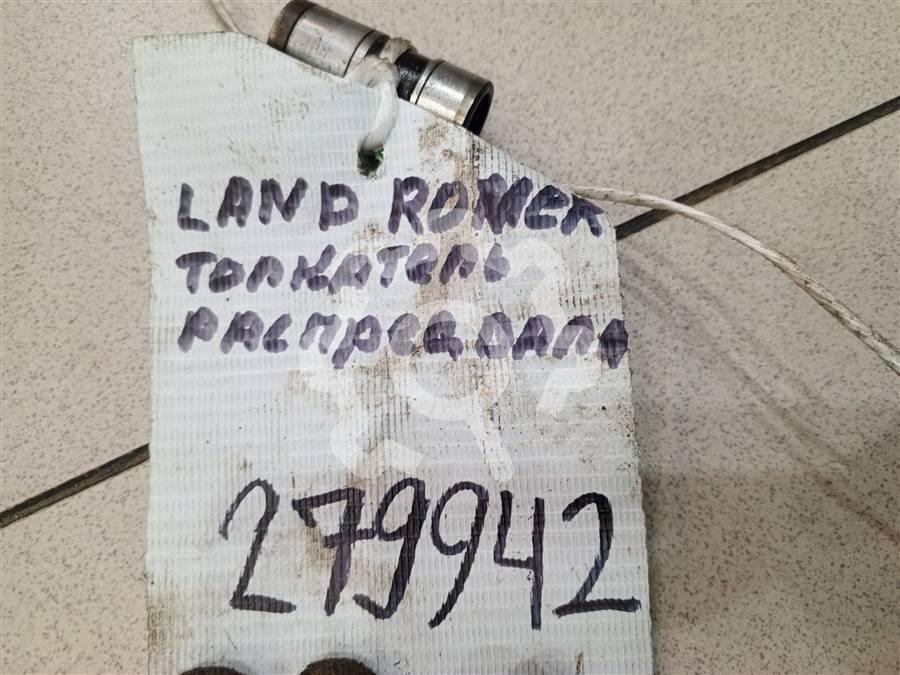 LAND ROVER
ТОЛКАТЕЛЬ
РАСПРЕДВАЛА
279942